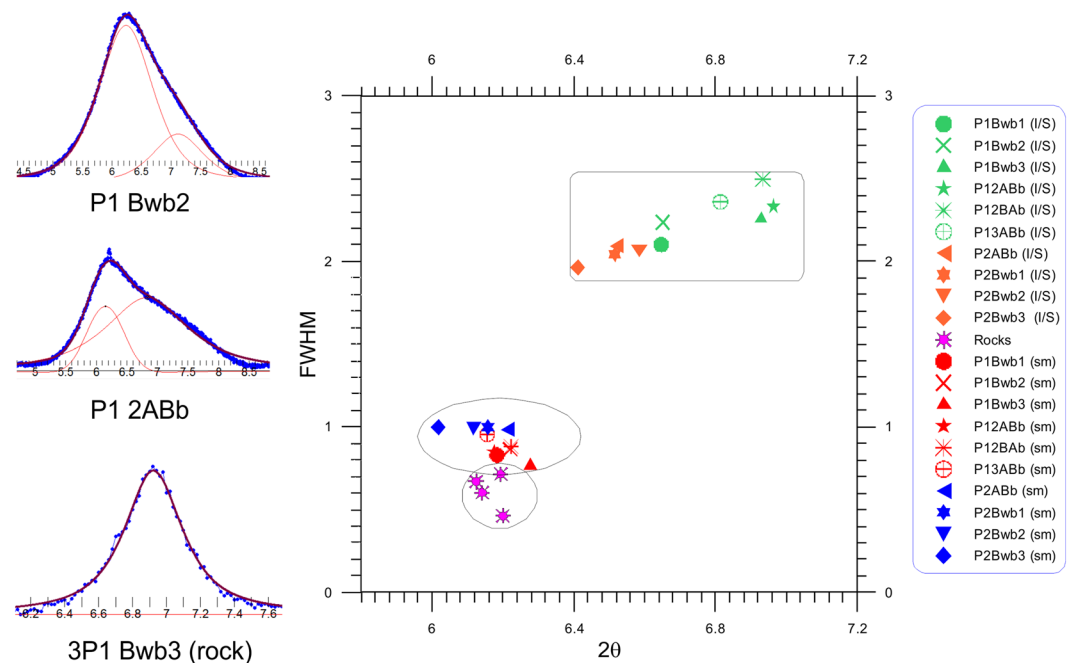 4.5 5 5.5 6 6.5 7 7.5 8 8.5
P1 Bwb2
5 5.5 6 6.5 7 7.5 8 8.5
P1 2ABb
6.2 6.4 6.6 6.8 7 7.2 7.4 7.6
3P1 Bwb3 (rock)
6 6.4 6.8 7.2
3 3
2 2
FWHM
1 1
0 0
6 6.4 6.8 7.2
2θ
P1Bwb1 (I/S)
P1Bwb2 (I/S)
P1Bwb3 (I/S)
P12ABb (I/S)
P12BAb (I/S)
P13ABb (I/S)
P2ABb (I/S)
P2Bwb1 (I/S)
P2Bwb2 (I/S)
P2Bwb3 (I/S)
Rocks
P1Bwb1 (sm)
P1Bwb2 (sm)
P1Bwb3 (sm)
P12ABb (sm)
P12BAb (sm)
P13ABb (sm)
P2ABb (sm)
P2Bwb1 (sm)
P2Bwb2 (sm)
P2Bwb3 (sm)